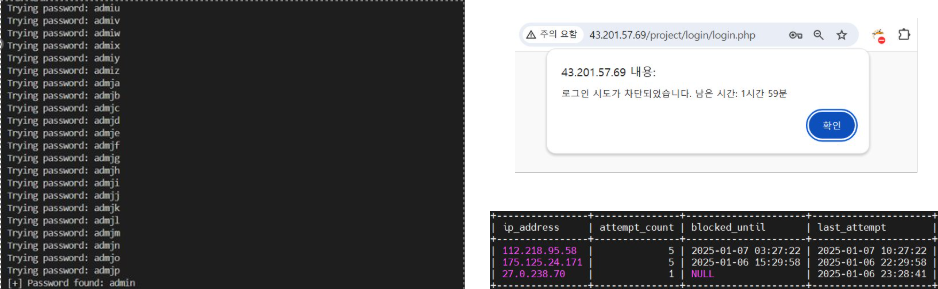 Trying password: admiu
Trying password: admiv
Trying password: admiw
Trying password: admix
Trying password: admiy
Trying password: admiz
Trying password: admja
Trying password: admjb
Trying password: admjc
Trying password: admjd
Trying password: admje
Trying password: admjf
Trying password: admjg
Trying password: admjh
Trying password: admji
Trying password: admjj
Trying password: admjk
Trying password: admjl
Trying password: admjm
Trying password: admjn
Trying password: admjo
Trying password: admjp
[+] Password found: admin
주의 요함 43.201.57.69/project/login/login.php
43.201.57.69 내용:
로그인 시도가 차단되었습니다. 남은 시간: 1시간 59분
확인
| ip_address | attempt_count | blocked_until | last_attempt |
| 112.218.95.58 | 5 | 2025-01-07 03:27:22 | 2025-01-07 10:27:22 |
| 175.125.24.171 | 5 | 2025-01-06 15:29:58 | 2025-01-06 22:29:58 |
| 27.0.238.70 | 1 | NULL | 2025-01-06 23:28:41 |